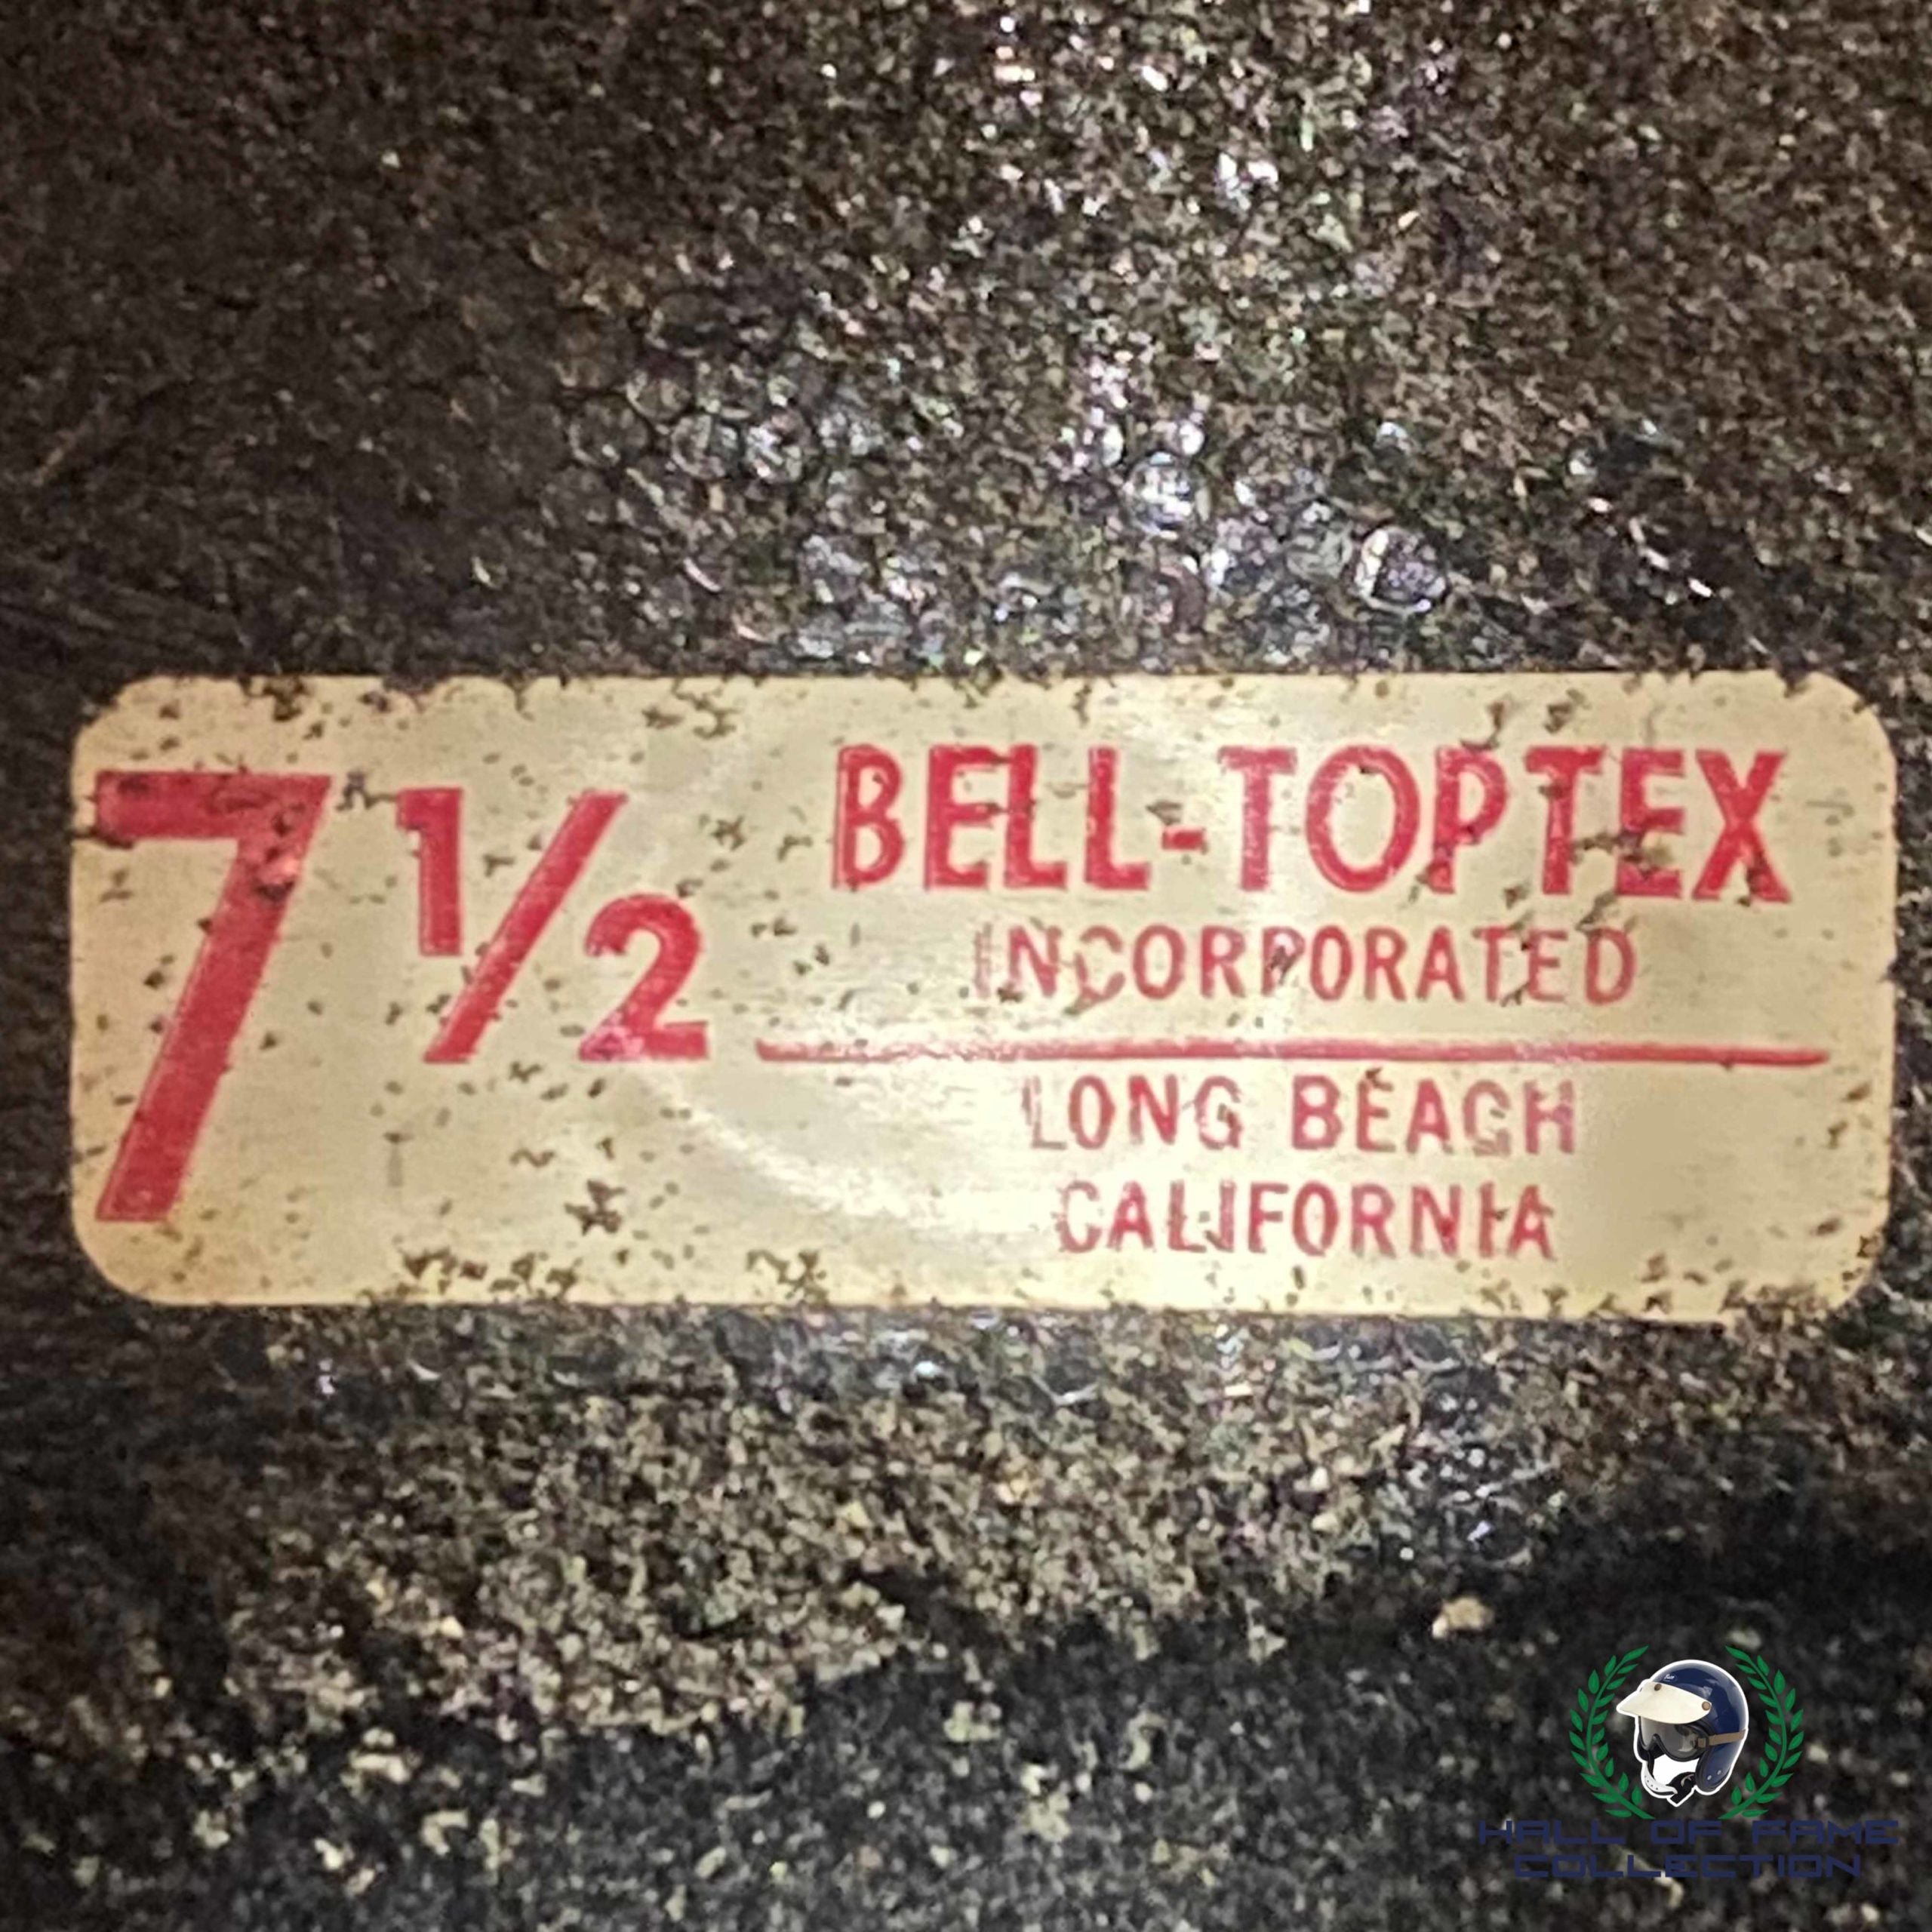 7 1/2
BELL-TOPTEX
INCORPORATED
LONG BEACH
CALIFORNIA
HALL OF FAME
COLLECTION